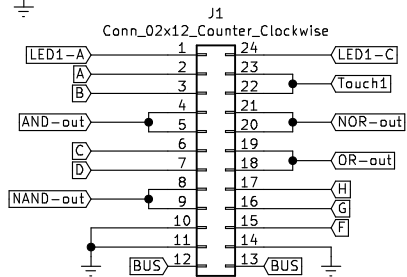 J1
Conn_02x12_Counter_Clockwise
LED1-A 1 24 LED1-C
A 2 23
B 3 22 Touch1
AND-out 4 21 NOR-out
5 20
C 6 19 OR-out
D 7 18
NAND-out 8 17 H
9 16 G
10 15 F
11 14
BUS 12 13 BUS